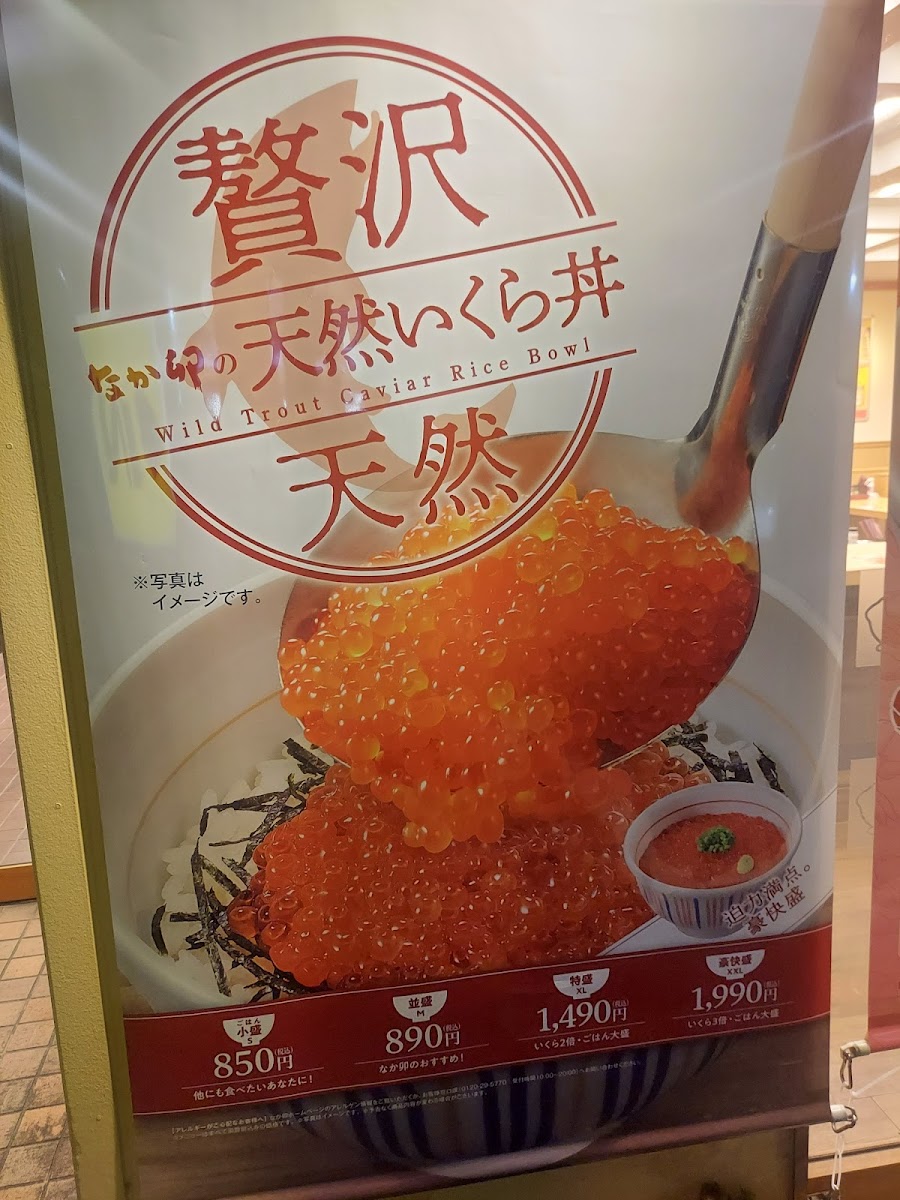 贅沢
なか卯の天然いくら丼
Wild Trout Caviar Rice Bowl
天然
※写真は
イメージです。
迫力満点。
豪快盛
ごはん
小盛
S
850円(税込)
他にも食べたいあなたに!
並盛
M
890円(税込)
なか卯のおすすめ!
特盛
XL
1,490円(税込)
いくら2倍・ごはん大盛
豪快盛
XXL
1,990円(税込)
いくら3倍・ごはん大盛